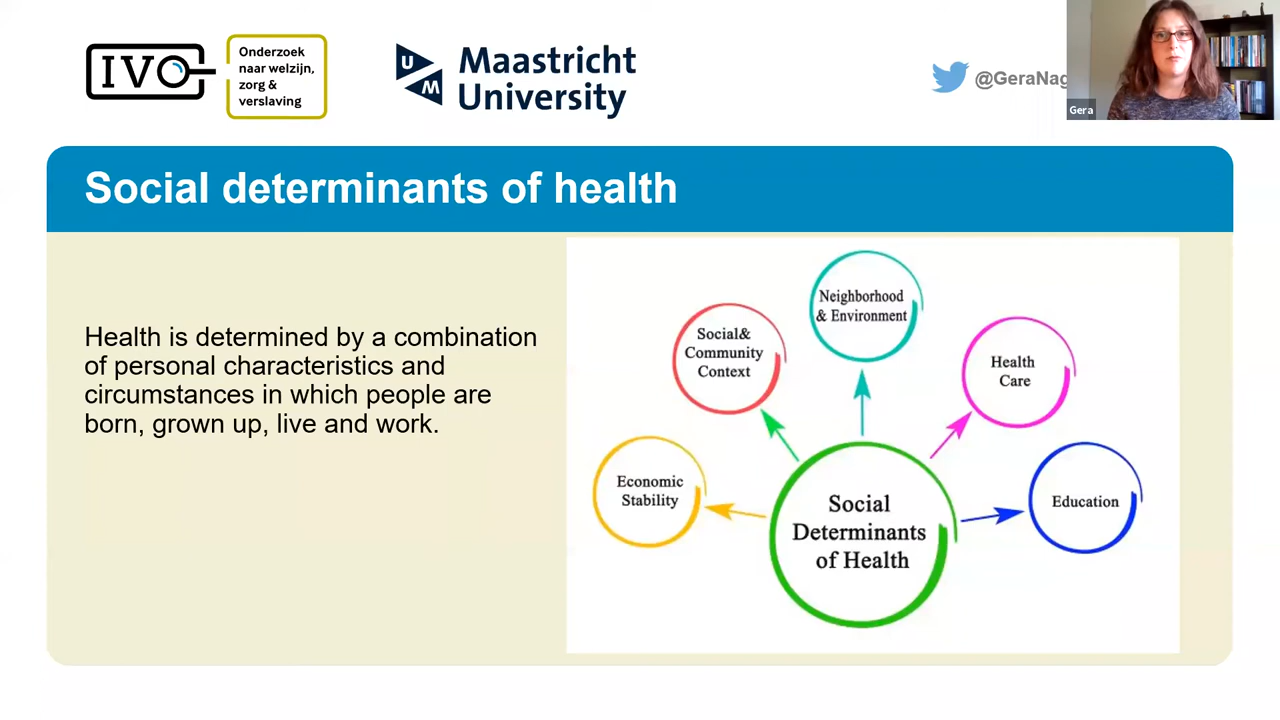 IVO
Onderzoek
naar welzijn,
zorg &
verslaving
UM
Maastricht
University
@GeraNag
Gera
Social determinants of health
Health is determined by a combination
of personal characteristics and
circumstances in which people are
born, grown up, live and work.
Neighborhood
& Environment
Social&
Community
Context
Health
Care
Economic
Stability
Education
Social
Determinants
of Health